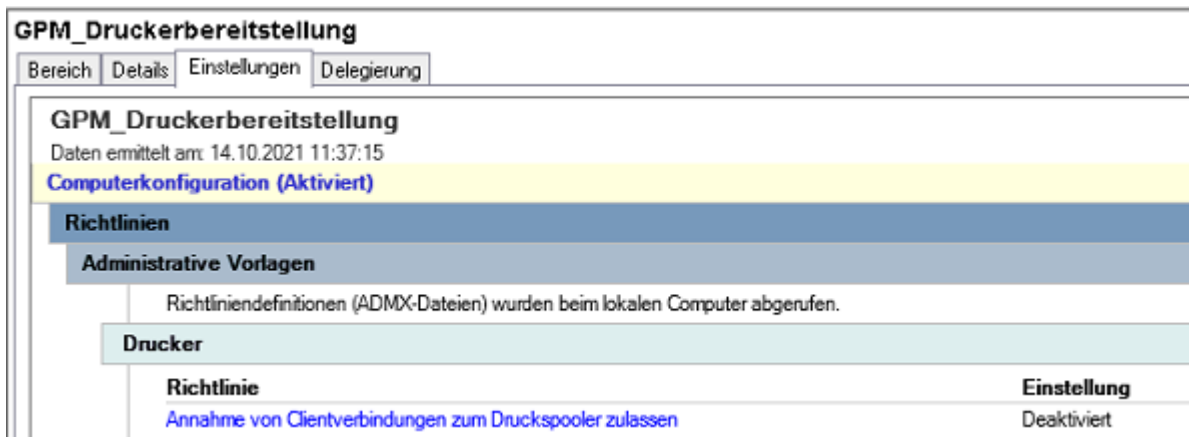 GPM_Druckerbereitstellung
Bereich Details Einstellungen Delegierung
GPM_Druckerbereitstellung
Daten ermittelt am: 14.10.2021 11:37:15
Computerkonfiguration (Aktiviert)
Richtlinien
Administrative Vorlagen
Richtliniendefinitionen (ADMX-Dateien) wurden beim lokalen Computer abgerufen.
Drucker
Richtlinie Einstellung
Annahme von Clientverbindungen zum Druckspooler zulassen Deaktiviert